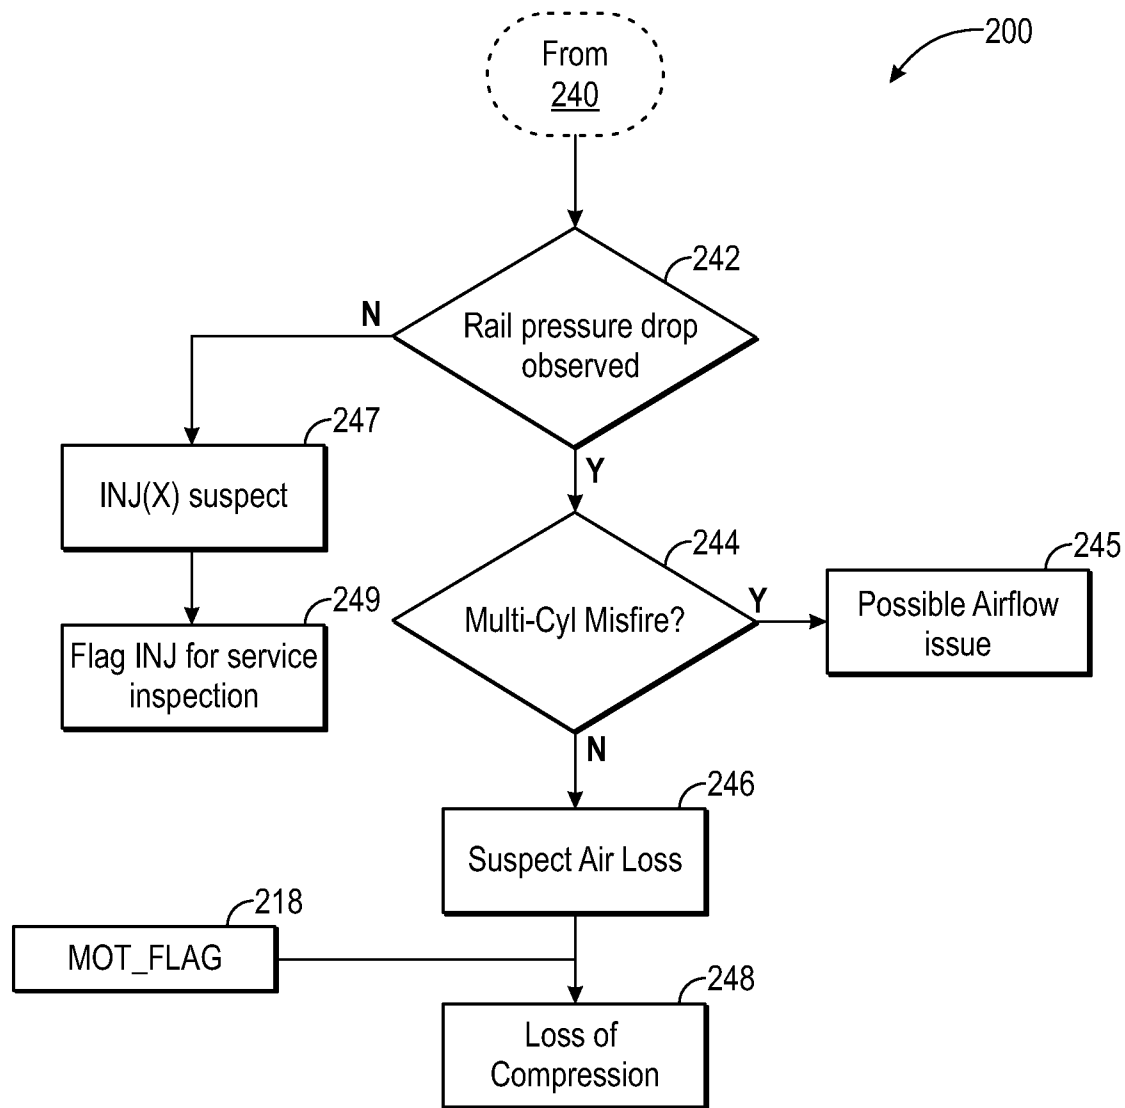 From
240
200
242
Rail pressure drop
observed
N
Y
247
INJ(X) suspect
249
Flag INJ for service
inspection
244
Multi-Cyl Misfire?
Y
245
Possible Airflow
issue
N
246
Suspect Air Loss
218
MOT_FLAG
248
Loss of
Compression